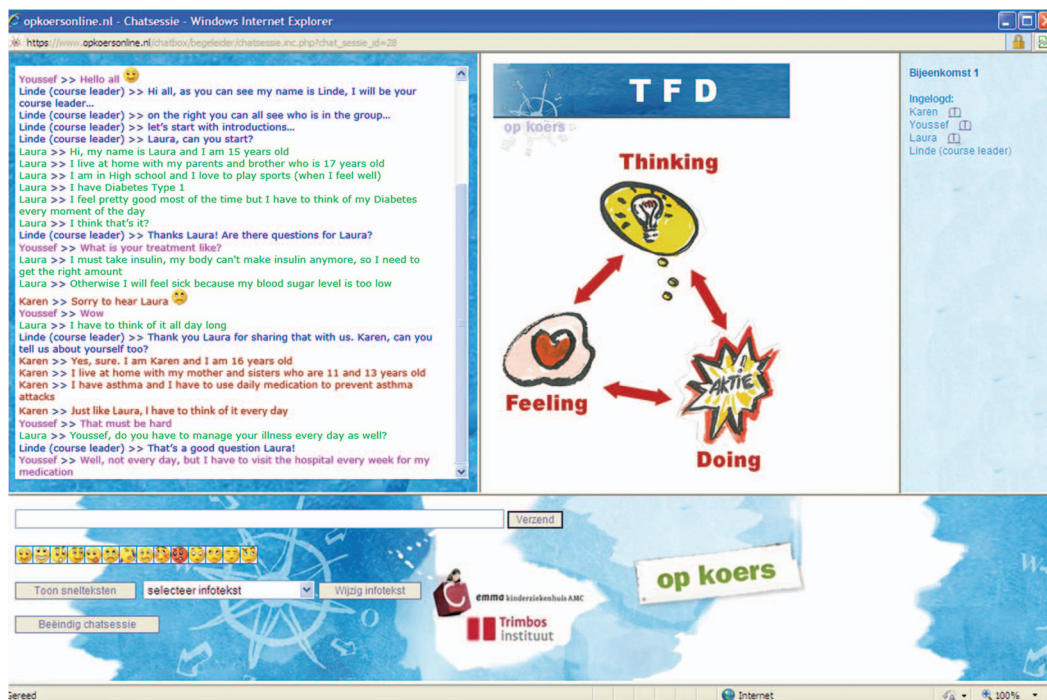 opkoersonline.nl - Chatsessie - Windows Internet Explorer
https://www.opkoersonline.nl/chatbox/begeleider/chatsessie.inc.php?chat_sessie_id=28
Youssef >> Hello all
Linde (course leader) >> Hi all, as you can see my name is Linde, I will be your
course leader...
Linde (course leader) >> on the right you can all see who is in the group...
Linde (course leader) >> let's start with introductions...
Linde (course leader) >> Laura, can you start?
Laura >> Hi, my name is Laura and I am 15 years old
Laura >> I live at home with my parents and brother who is 17 years old
Laura >> I am in High school and I love to play sports (when I feel well)
Laura >> I have Diabetes Type 1
Laura >> I feel pretty good most of the time but I have to think of my Diabetes
every moment of the day
Laura >> I think that's it?
Linde (course leader) >> Thanks Laura! Are there questions for Laura?
Youssef >> What is your treatment like?
Laura >> I must take insulin, my body can't make insulin anymore, so I need to
get the right amount
Laura >> Otherwise I will feel sick because my blood sugar level is too low
Karen >> Sorry to hear Laura
Youssef >> Wow
Laura >> I have to think of it all day long
Linde (course leader) >> Thank you Laura for sharing that with us. Karen, can you
tell us about yourself too?
Karen >> Yes, sure. I am Karen and I am 16 years old
Karen >> I live at home with my mother and sisters who are 11 and 13 years old
Karen >> I have asthma and I have to use daily medication to prevent asthma
attacks
Karen >> Just like Laura, I have to think of it every day
Youssef >> That must be hard
Laura >> Youssef, do you have to manage your illness every day as well?
Linde (course leader) >> That's a good question Laura!
Youssef >> Well, not every day, but I have to visit the hospital every week for my
medication
TFD
op koers
Thinking
Feeling
AKTIE!
Doing
Bijeenkomst 1
Ingelogd:
Karen
Youssef
Laura
Linde (course leader)
Verzend
Toon snelteksten
selecteer infotekst
Wijzig infotekst
Beëindig chatsessie
emma kinderziekenhuis AMC
Trimbos
instituut
op koers
Gereed
Internet
100%